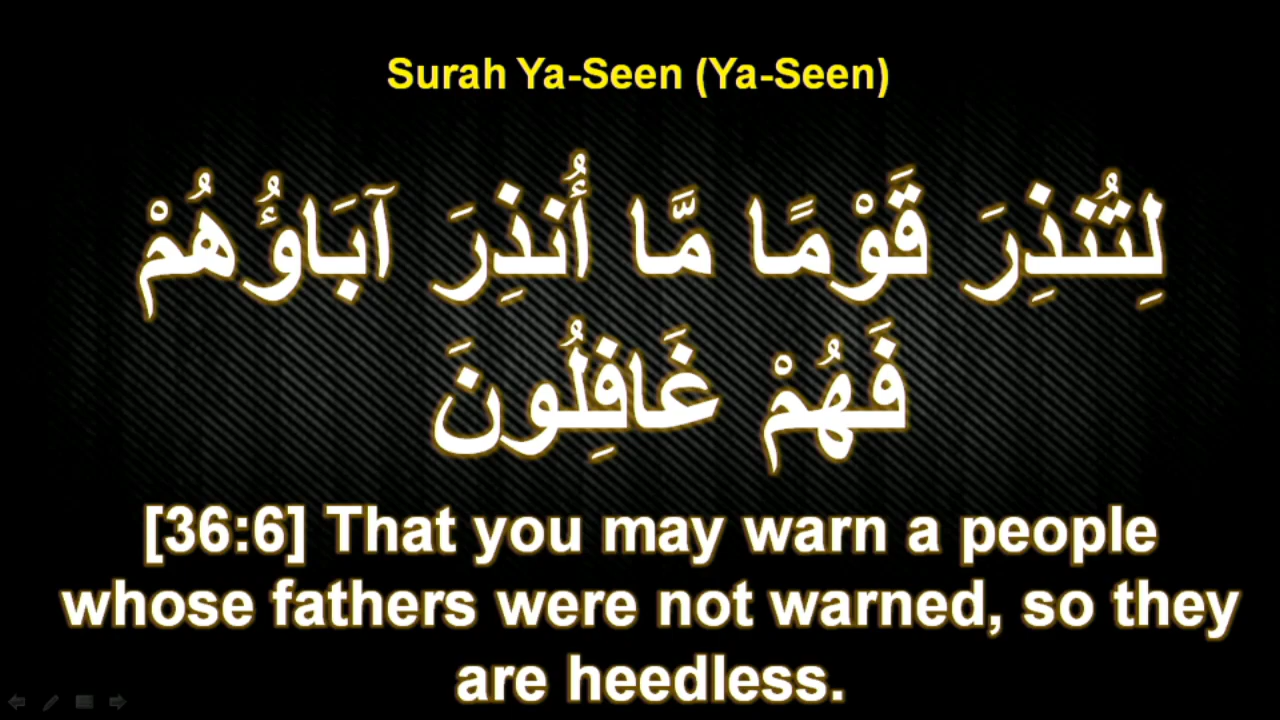 Surah Ya-Seen (Ya-Seen)
لِتُنذِرَ قَوْمًا مَّا أُنذِرَ آبَاؤُهُمْ
فَهُمْ غَافِلُونَ
[36:6] That you may warn a people
whose fathers were not warned, so they
are heedless.